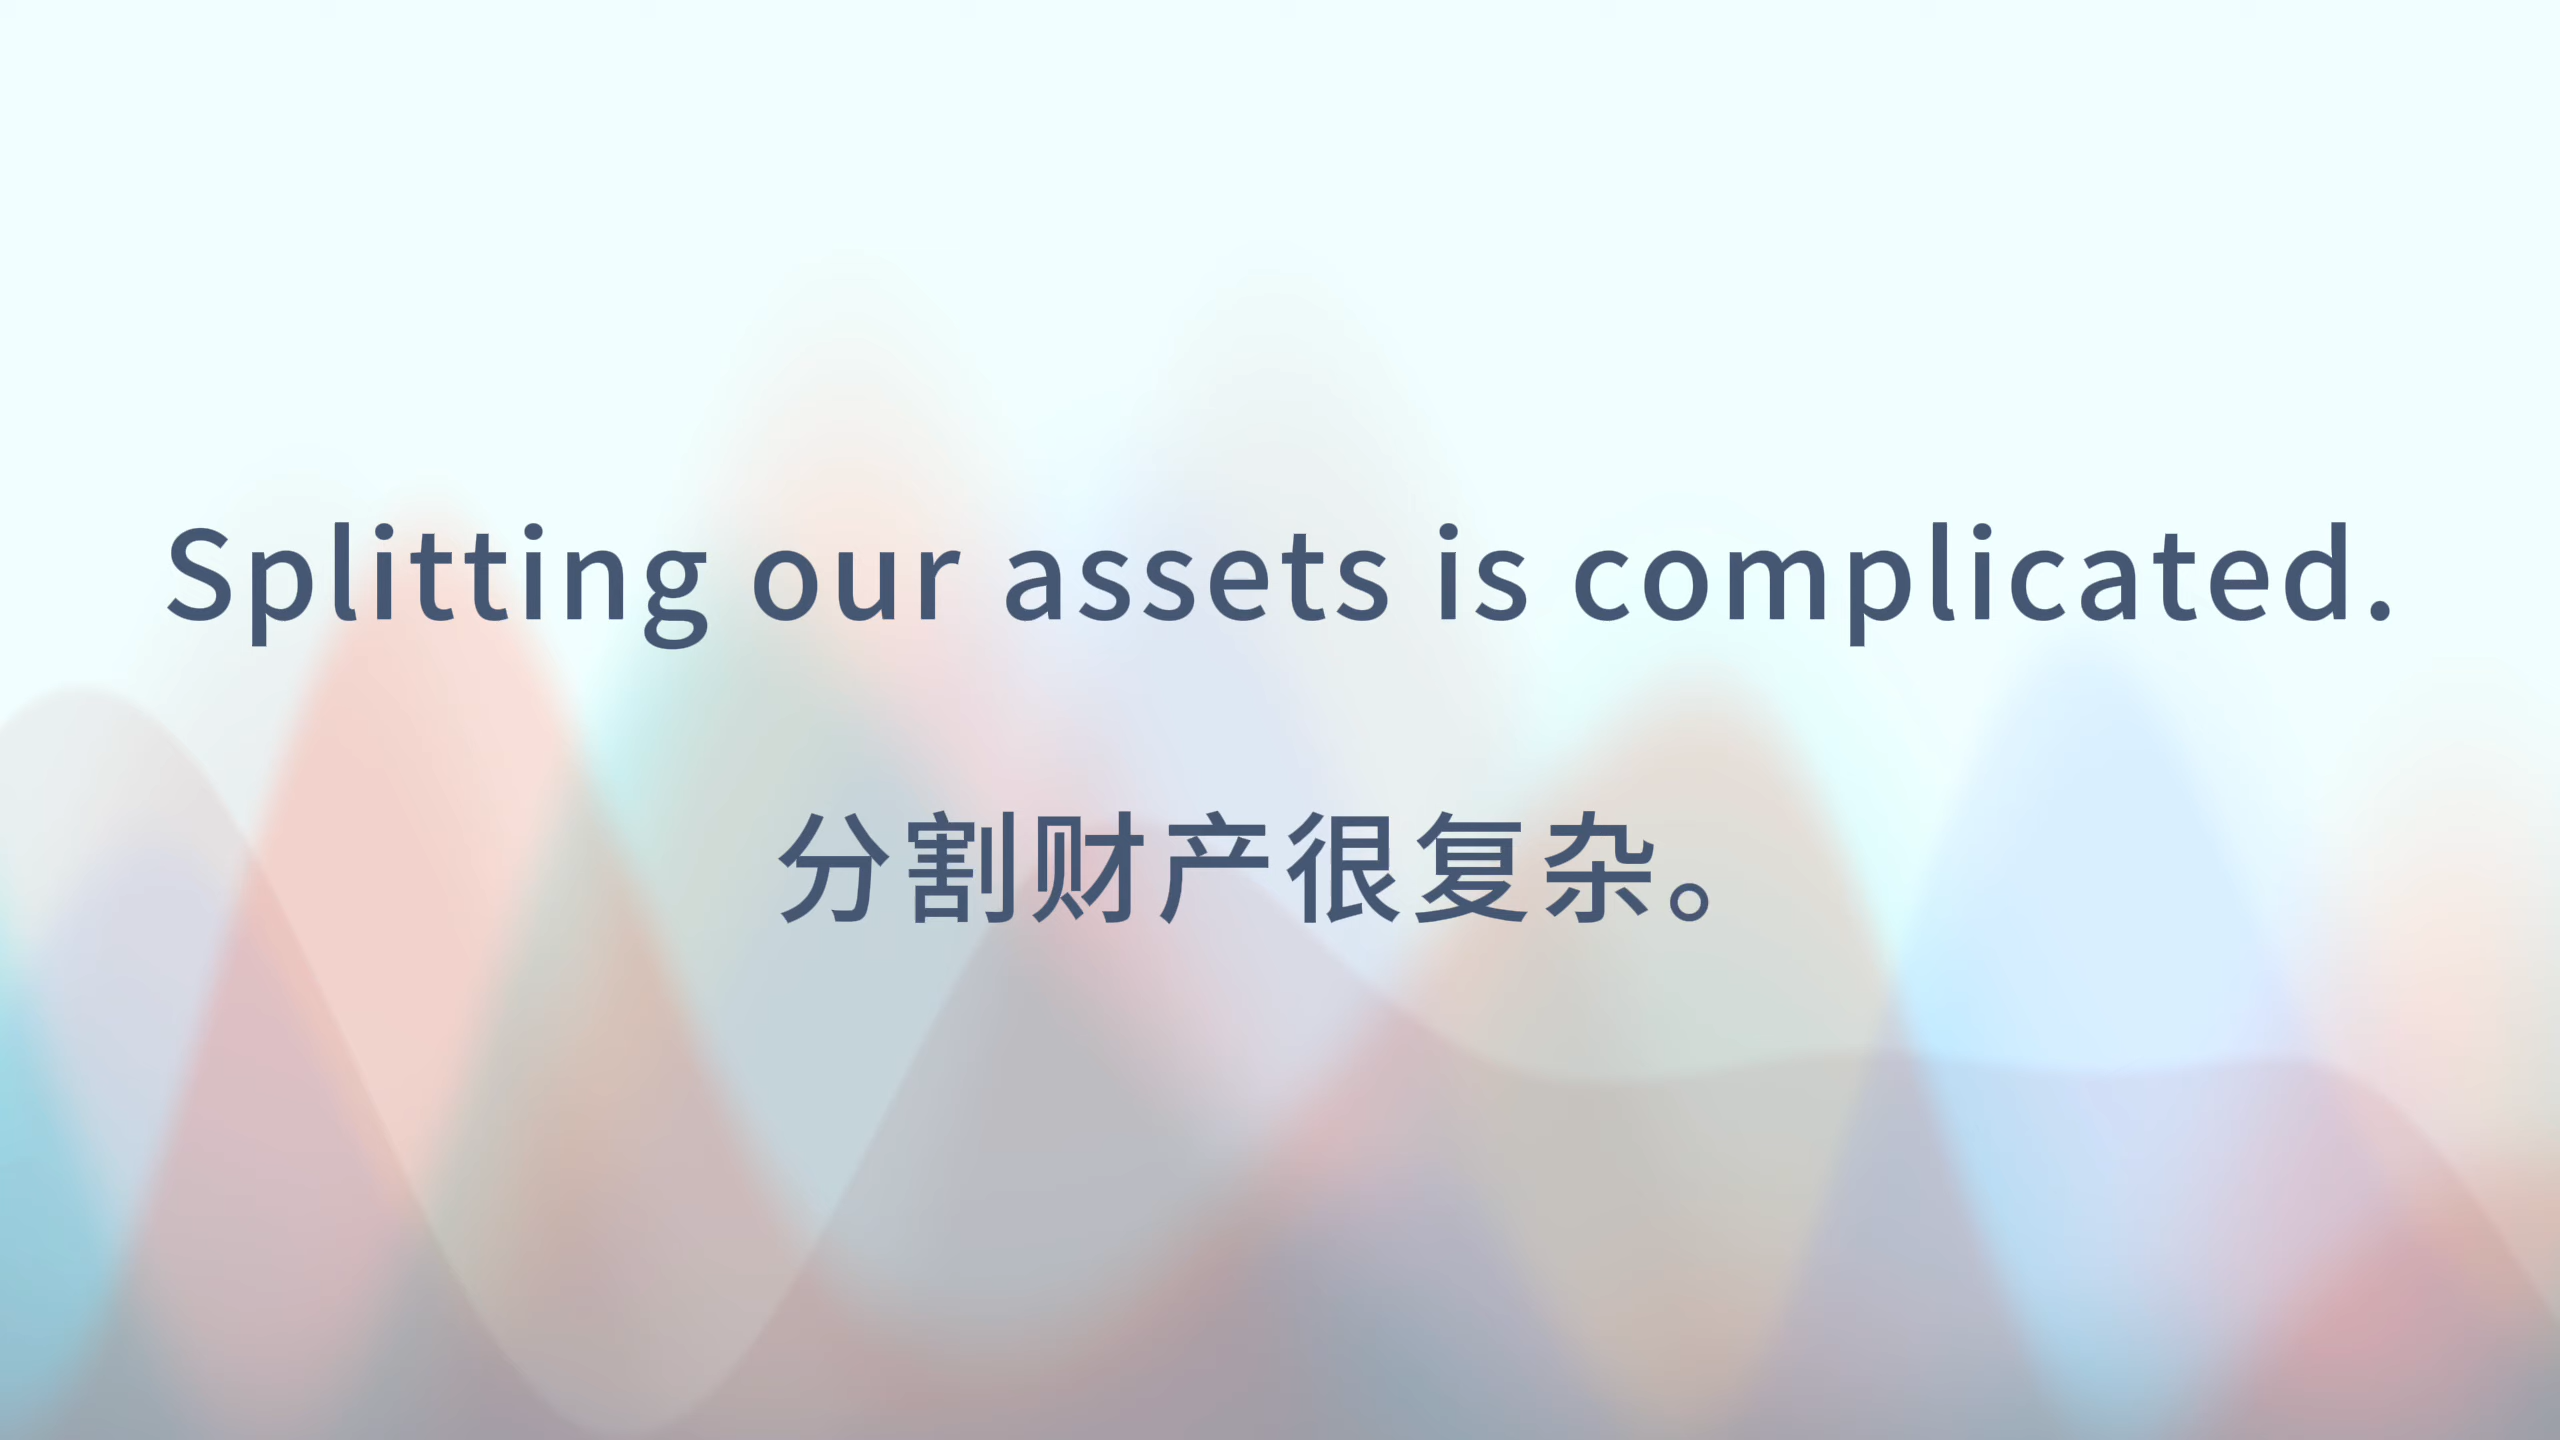 Splitting our assets is complicated.
分割财产很复杂。